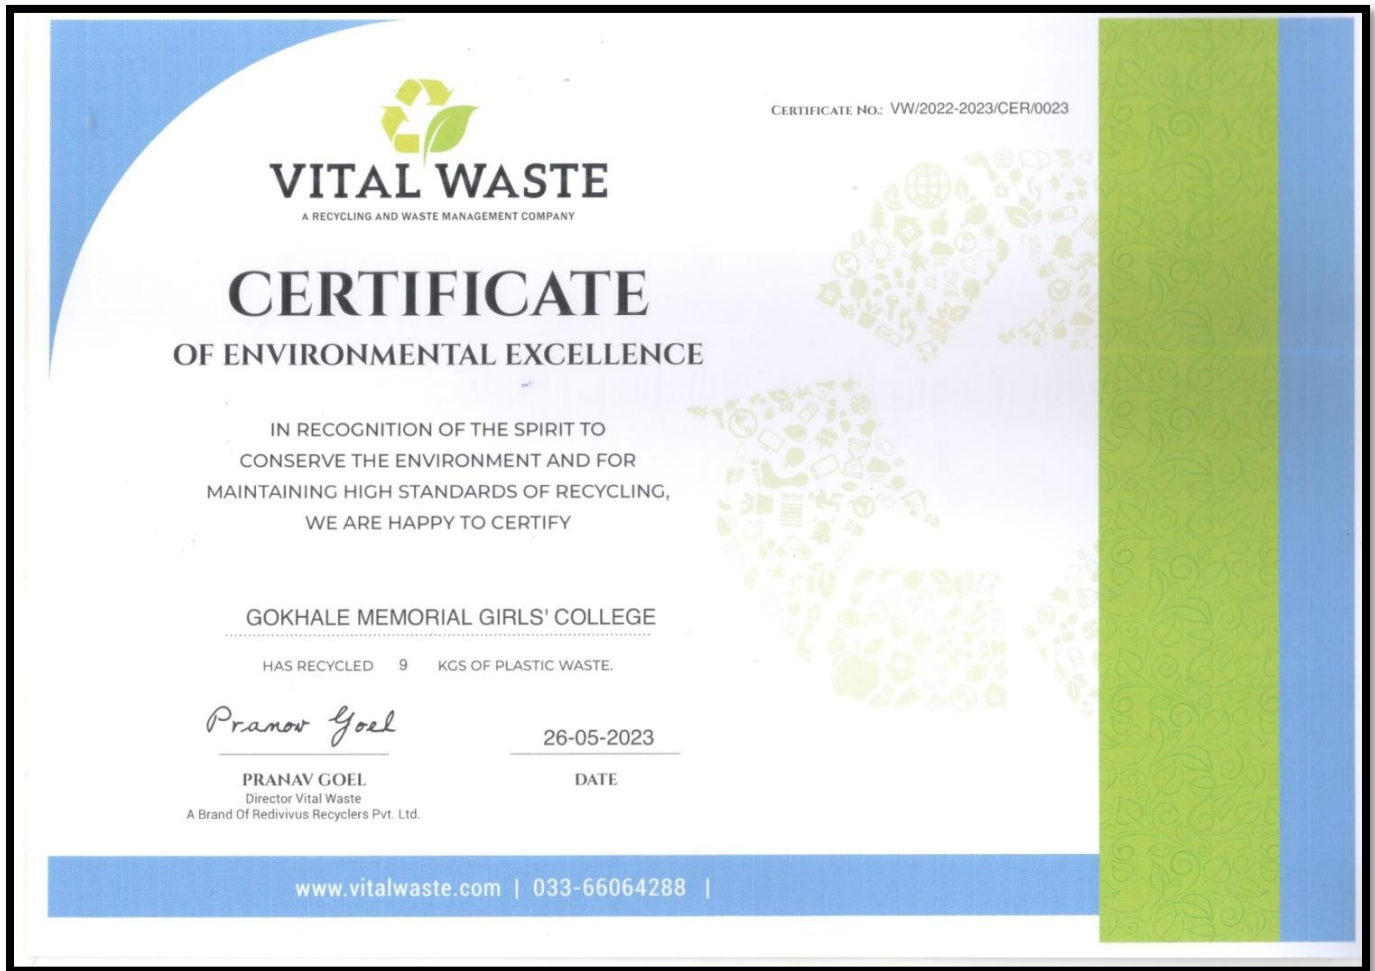 CERTIFICATE NO.: VW/2022-2023/CER/0023
VITAL WASTE
A RECYCLING AND WASTE MANAGEMENT COMPANY
CERTIFICATE
OF ENVIRONMENTAL EXCELLENCE
IN RECOGNITION OF THE SPIRIT TO
CONSERVE THE ENVIRONMENT AND FOR
MAINTAINING HIGH STANDARDS OF RECYCLING,
WE ARE HAPPY TO CERTIFY
GOKHALE MEMORIAL GIRLS' COLLEGE
HAS RECYCLED 9 KGS OF PLASTIC WASTE.
Pranav Goel
26-05-2023
PRANAV GOEL
DATE
Director Vital Waste
A Brand Of Redivivus Recyclers Pvt. Ltd.
www.vitalwaste.com | 033-66064288 |